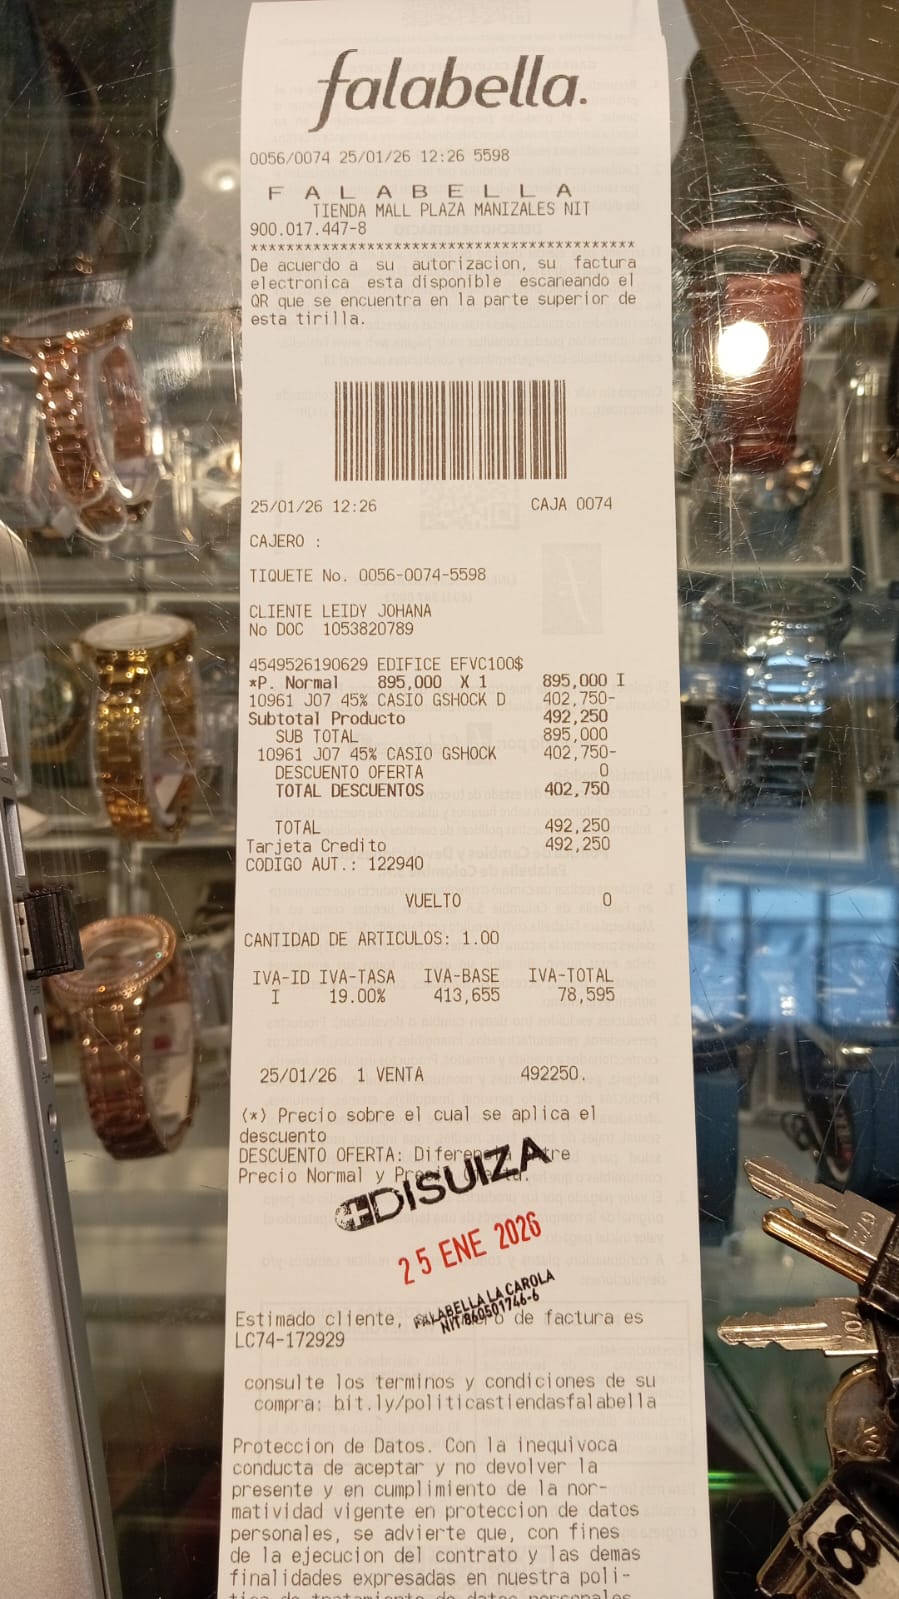 falabella.
0056/0074 25/01/26 12:26 5598
F A L A B E L L A
TIENDA MALL PLAZA MANIZALES NIT
900.017.447-8
*******************************************
De acuerdo a su autorizacion, su factura
electronica esta disponible escaneando el
QR que se encuentra en la parte superior de
esta tirilla.
25/01/26 12:26 CAJA 0074
CAJERO :
TIQUETE No. 0056-0074-5598
CLIENTE LEIDY JOHANA
No DOC 1053820789
4549526190629 EDIFICE EFVC100$
*P. Normal 895,000 X 1 895,000 I
10961 J07 45% CASIO GSHOCK D 402,750-
Subtotal Producto 492,250
SUB TOTAL 895,000
10961 J07 45% CASIO GSHOCK 402,750-
DESCUENTO OFERTA 0
TOTAL DESCUENTOS 402,750
TOTAL 492,250
Tarjeta Credito 492,250
CODIGO AUT.: 122940
VUELTO 0
CANTIDAD DE ARTICULOS: 1.00
IVA-ID IVA-TASA IVA-BASE IVA-TOTAL
I 19.00% 413,655 78,595
25/01/26 1 VENTA 492250.
(*) Precio sobre el cual se aplica el
descuento
DESCUENTO OFERTA: Diferencia entre
Precio Normal y Precio Oferta.
DISUIZA
25 ENE 2026
FALABELLA LA CAROLA
NIT 860501746-6
Estimado cliente, de factura es
LC74-172929
consulte los terminos y condiciones de su
compra: bit.ly/politicastiendasfalabella
Proteccion de Datos. Con la inequivoca
conducta de aceptar y no devolver la
presente y en cumplimiento de la nor-
matividad vigente en proteccion de datos
personales, se advierte que, con fines
de la ejecucion del contrato y las demas
finalidades expresadas en nuestra poli-
tica de tratamiento de datos personales